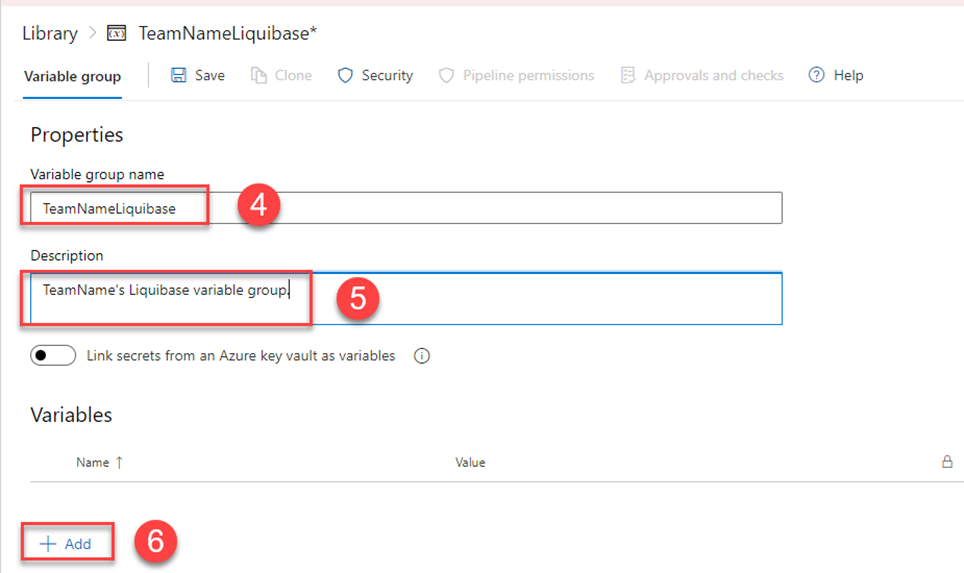 Library > TeamNameLiquibase*
Variable group Save Clone Security Pipeline permissions Approvals and checks ? Help
Properties
Variable group name
TeamNameLiquibase 4
Description
TeamName's Liquibase variable group. 5
Link secrets from an Azure key vault as variables i
Variables
Name ↑ Value
+ Add 6